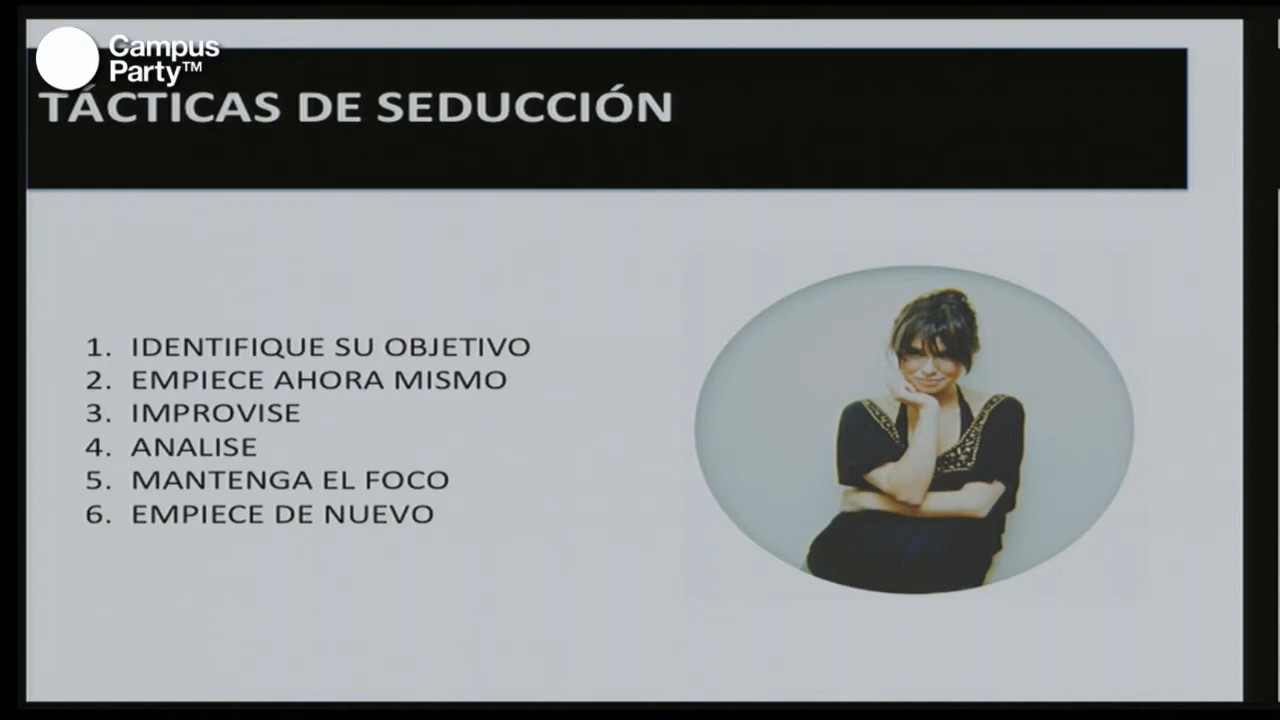 Campus
Party™
TÁCTICAS DE SEDUCCIÓN
1. IDENTIFIQUE SU OBJETIVO
2. EMPIECE AHORA MISMO
3. IMPROVISE
4. ANALISE
5. MANTENGA EL FOCO
6. EMPIECE DE NUEVO